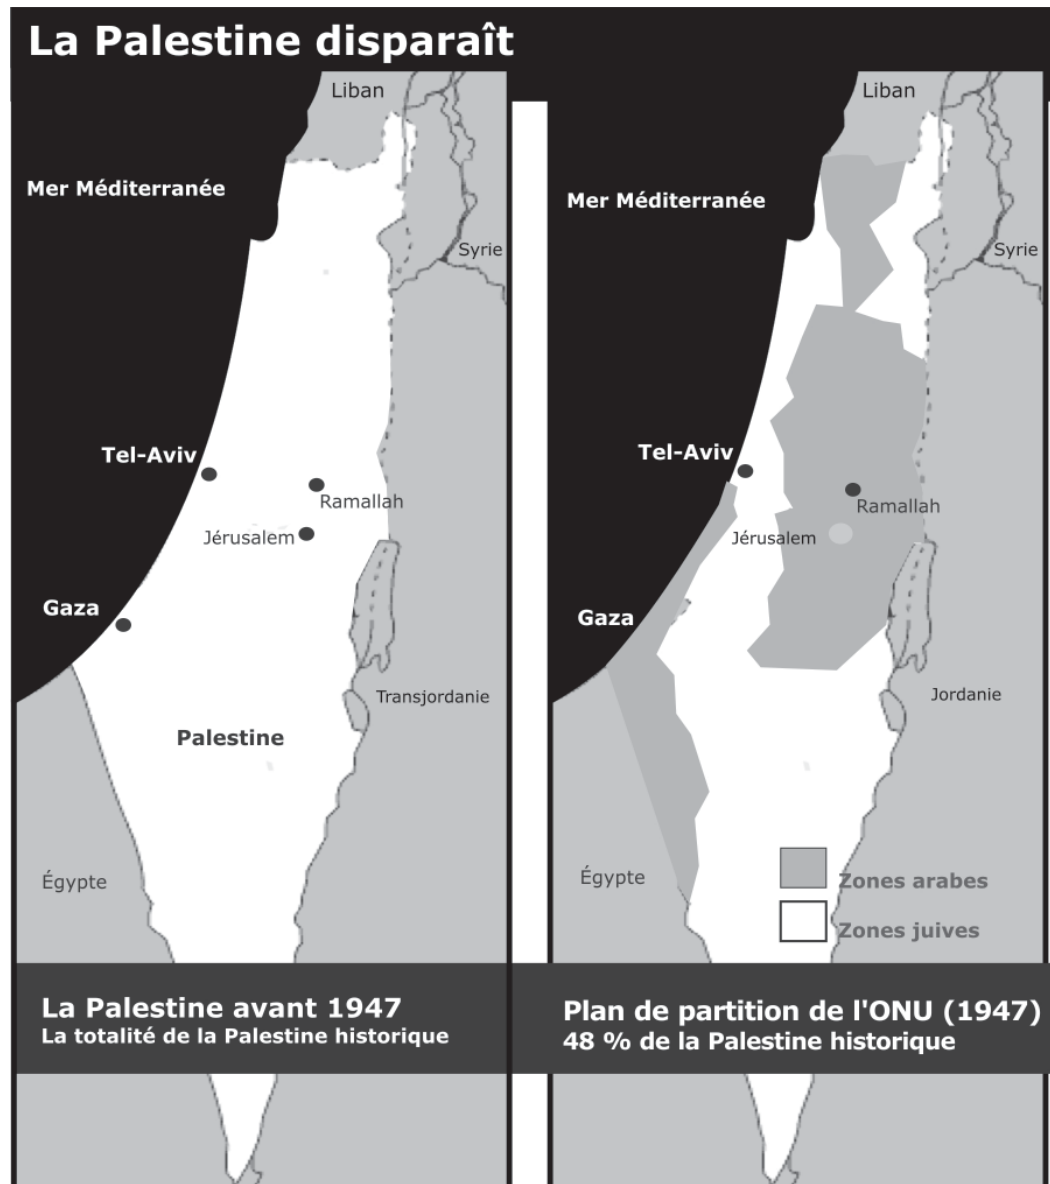 La Palestine disparaît
Liban
Mer Méditerranée
Syrie
Tel-Aviv
Ramallah
Jérusalem
Gaza
Transjordanie
Palestine
Égypte
La Palestine avant 1947
La totalité de la Palestine historique
Liban
Mer Méditerranée
Syrie
Tel-Aviv
Ramallah
Jérusalem
Gaza
Jordanie
Égypte
Zones arabes
Zones juives
Plan de partition de l'ONU (1947)
48 % de la Palestine historique